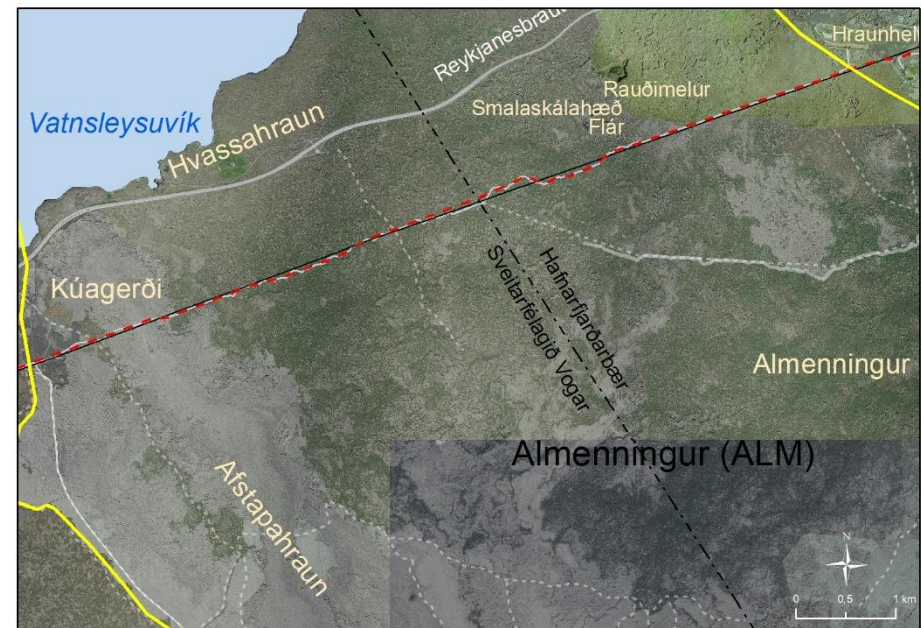 Reykjanesbraut
Hraunhel
Rauðimelur
Smalaskálahæð
Flár
Vatnsleysuvík
Hvassahraun
Kúagerði
Hafnarfjarðarbær
Sveitarfélagið Vogar
Almenningur
Almenningur (ALM)
Afstapahraun
N
0 0,5 1 km